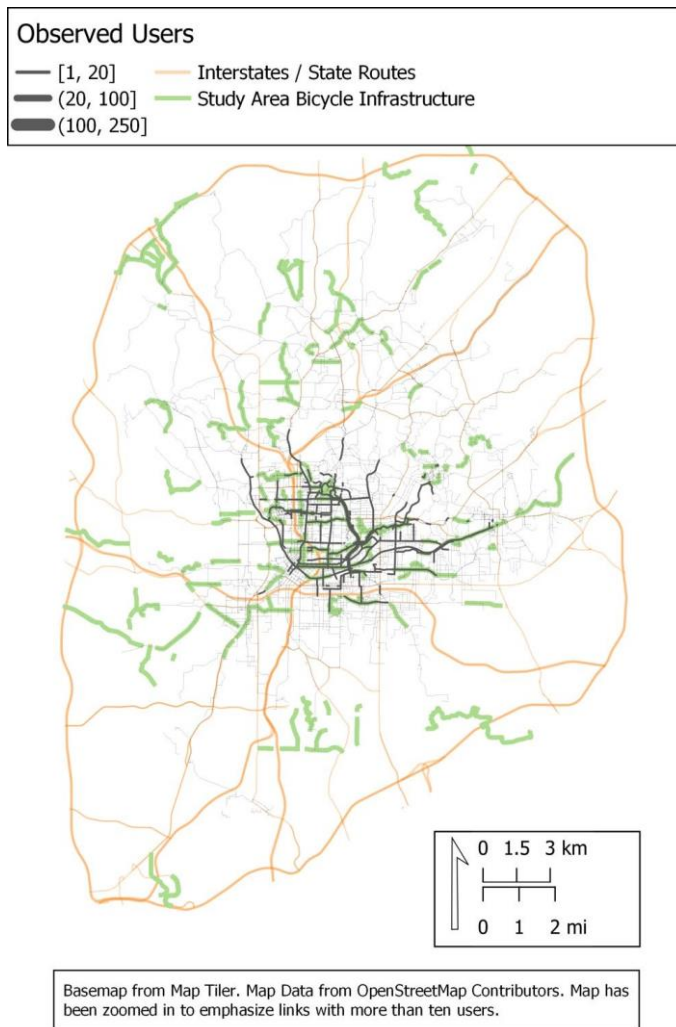 Observed Users
[1, 20]
Interstates / State Routes
(20, 100]
Study Area Bicycle Infrastructure
(100, 250]
0 1.5 3 km
0 1 2 mi
Basemap from Map Tiler. Map Data from OpenStreetMap Contributors. Map has
been zoomed in to emphasize links with more than ten users.